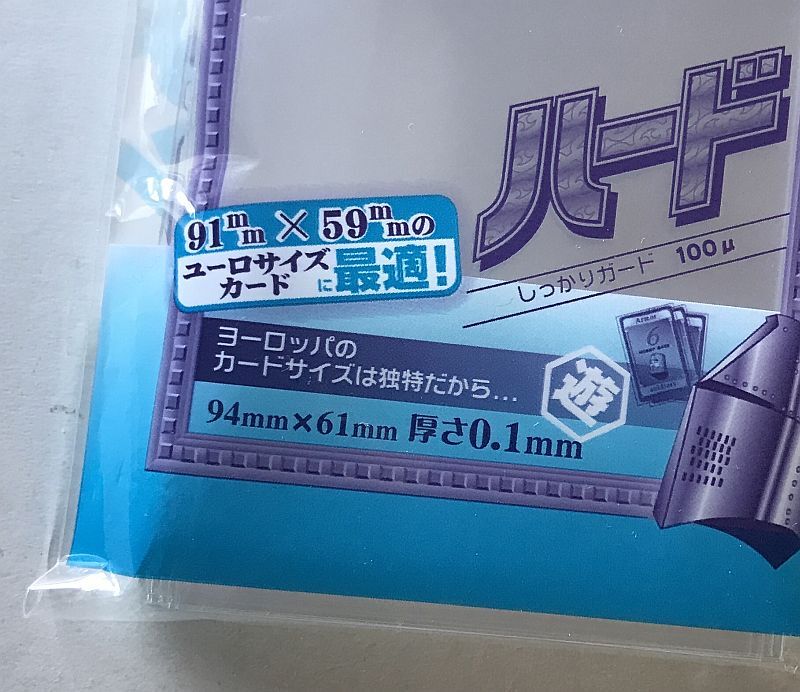 ハード
しっかりガード 100μ
91mm×59mmの
ユーロサイズ
カード に最適!
ヨーロッパの
カードサイズは独特だから…
遊
94mm×61mm 厚さ0.1mm
6